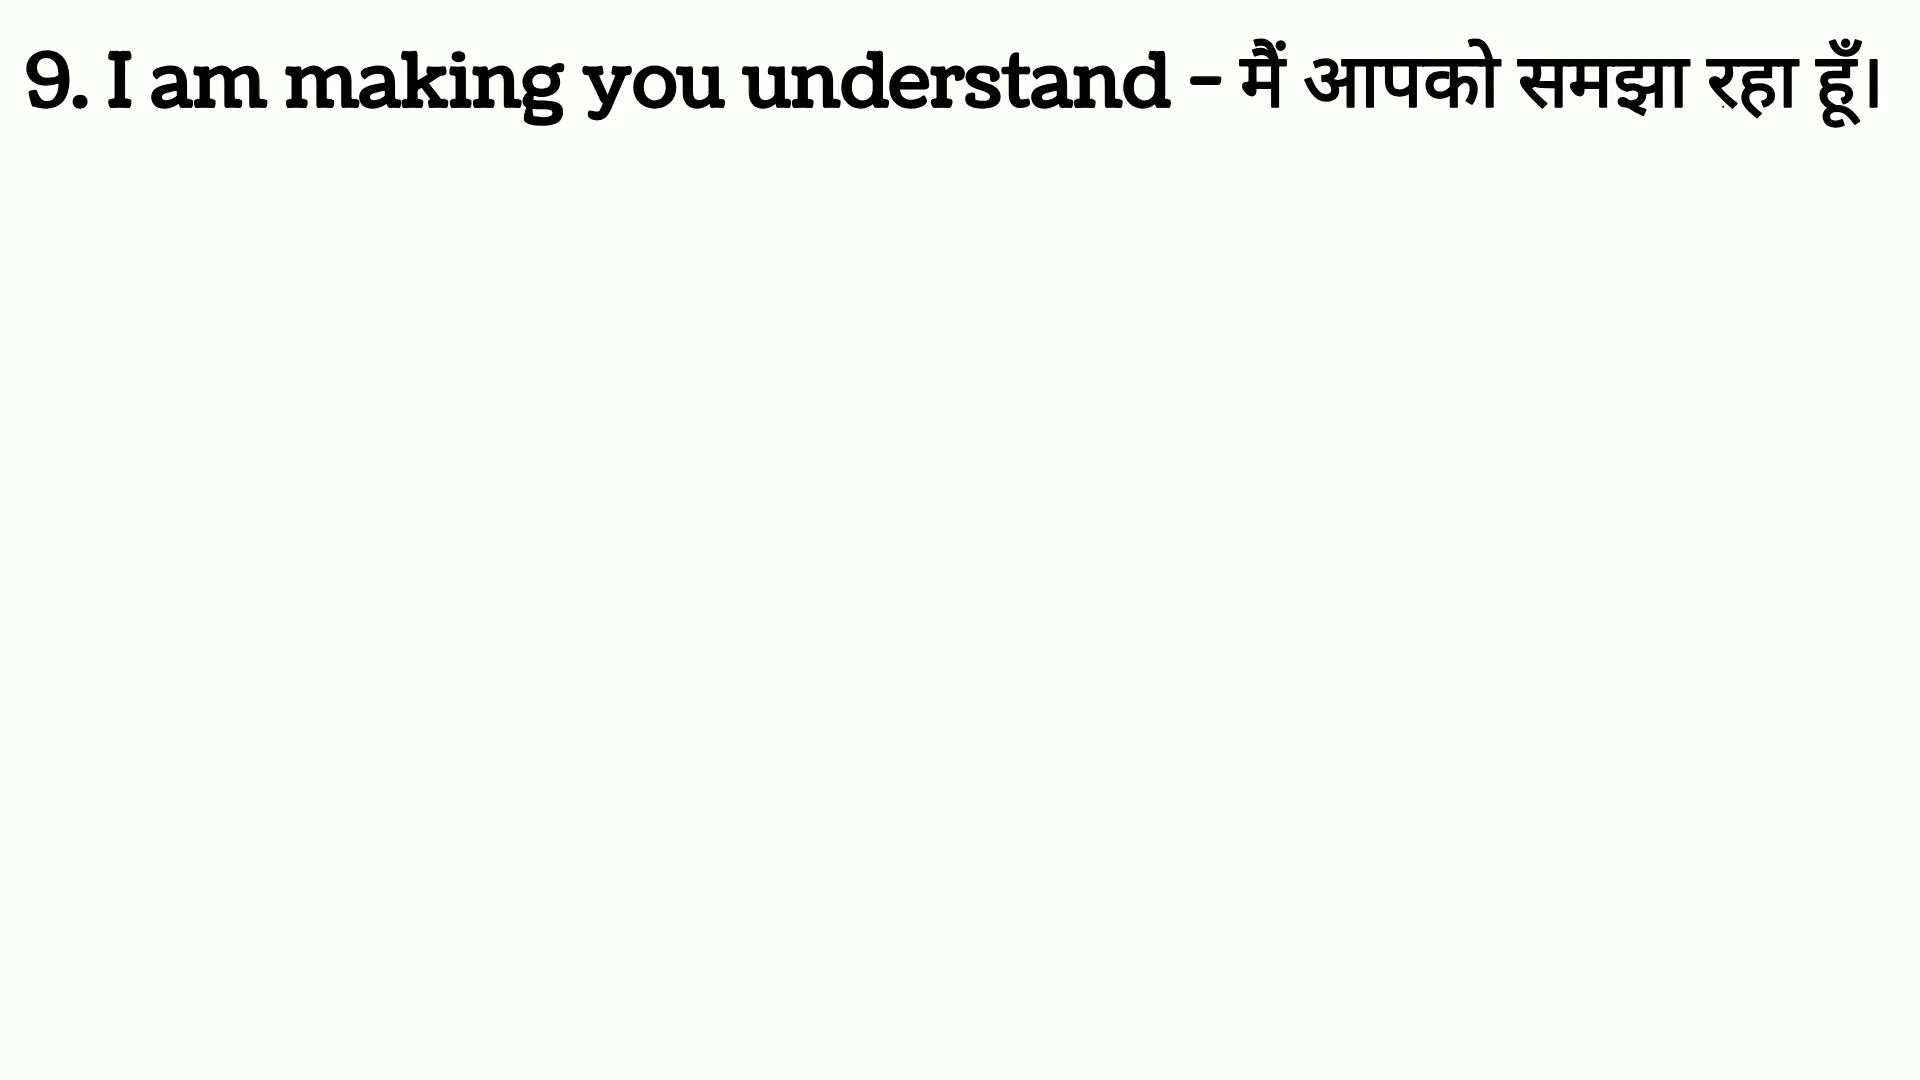 9. I am making you understand - मैं आपको समझा रहा हूँ।